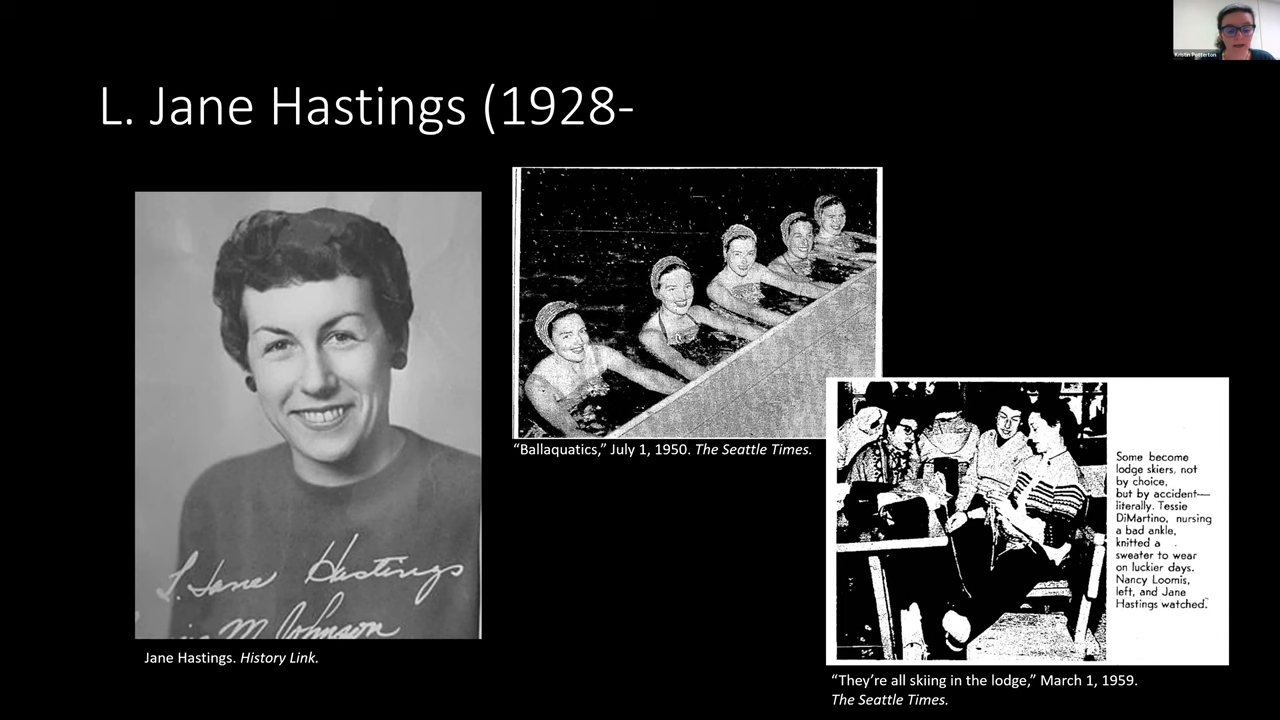 Kristin Potterton
L. Jane Hastings (1928-
L. Jane Hastings
M. Johnson
Jane Hastings. History Link.
“Ballaquatics,” July 1, 1950. The Seattle Times.
Some become
lodge skiers, not
by choice,
but by accident—
literally. Tessie
DiMartino, nursing
a bad ankle,
knitted a
sweater to wear
on luckier days.
Nancy Loomis,
left, and Jane
Hastings watched.
“They’re all skiing in the lodge,” March 1, 1959.
The Seattle Times.